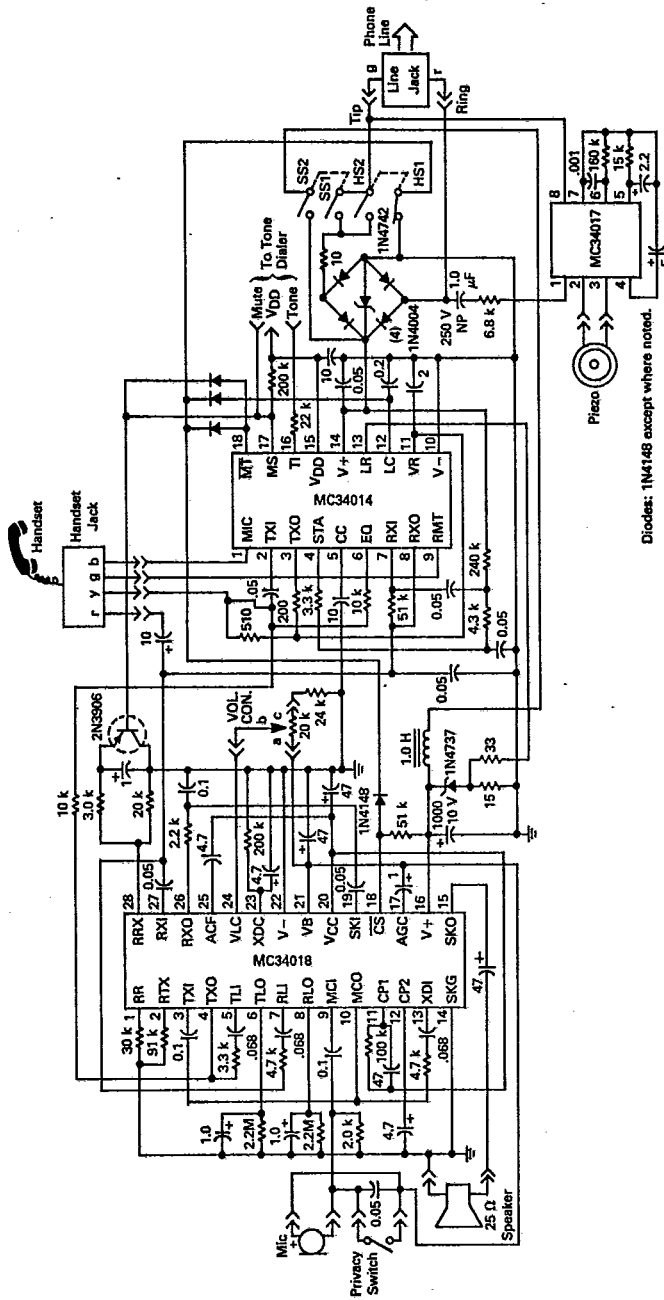 Handset
Handset Jack
r
y
g
b
2N3906
10 k
3.0 k
20 k
1
0.05
2.2 k
0.1
4.7
VOL. CON.
a
b
c
20 k
24 k
200 k
4.7
47
47
0.05
1N4148
51 k
1
1.0 H
1000
10 V
1N4737
15
33
MC34018
RR
RTX
TXI
TXO
TLI
TLO
RLI
RLO
MCI
MCO
CP1
CP2
XDI
SKG
1
2
3
4
5
6
7
8
9
10
11
12
13
14
RRX
RXI
RXO
ACF
VLC
XDC
V−
VB
VCC
SKI
CS
AGC
V+
SKO
28
27
26
25
24
23
22
21
20
19
18
17
16
15
30 k
91 k
0.1
3.3 k
.068
4.7 k
.068
0.1
47
100 k
4.7 k
.068
4.7
1.0
2.2M
1.0
2.2M
2.0 k
47
Mic
Privacy Switch
0.05
25 Ω
Speaker
10
510
200
.05
3.3 k
10
10 k
51 k
0.05
4.3 k
240 k
0.05
0.05
MC34014
MIC
TXI
TXO
STA
CC
EQ
RXI
RXO
RMT
1
2
3
4
5
6
7
8
9
MT
MS
TI
VDD
V+
LR
LC
VR
V−
18
17
16
15
14
13
12
11
10
200 k
22 k
10
0.05
0.2
2
Mute
VDD
Tone
To Tone Dialer
10
SS2
SS1
HS2
HS1
1N4742
(4)
1N4004
250 V
NP
1.0 µF
6.8 k
Tip
g
Line Jack
r
Ring
Phone Line
MC34017
1
2
3
4
8
7
6
5
.001
160 k
15 k
2.2
5
Piezo
Diodes: 1N4148 except where noted.